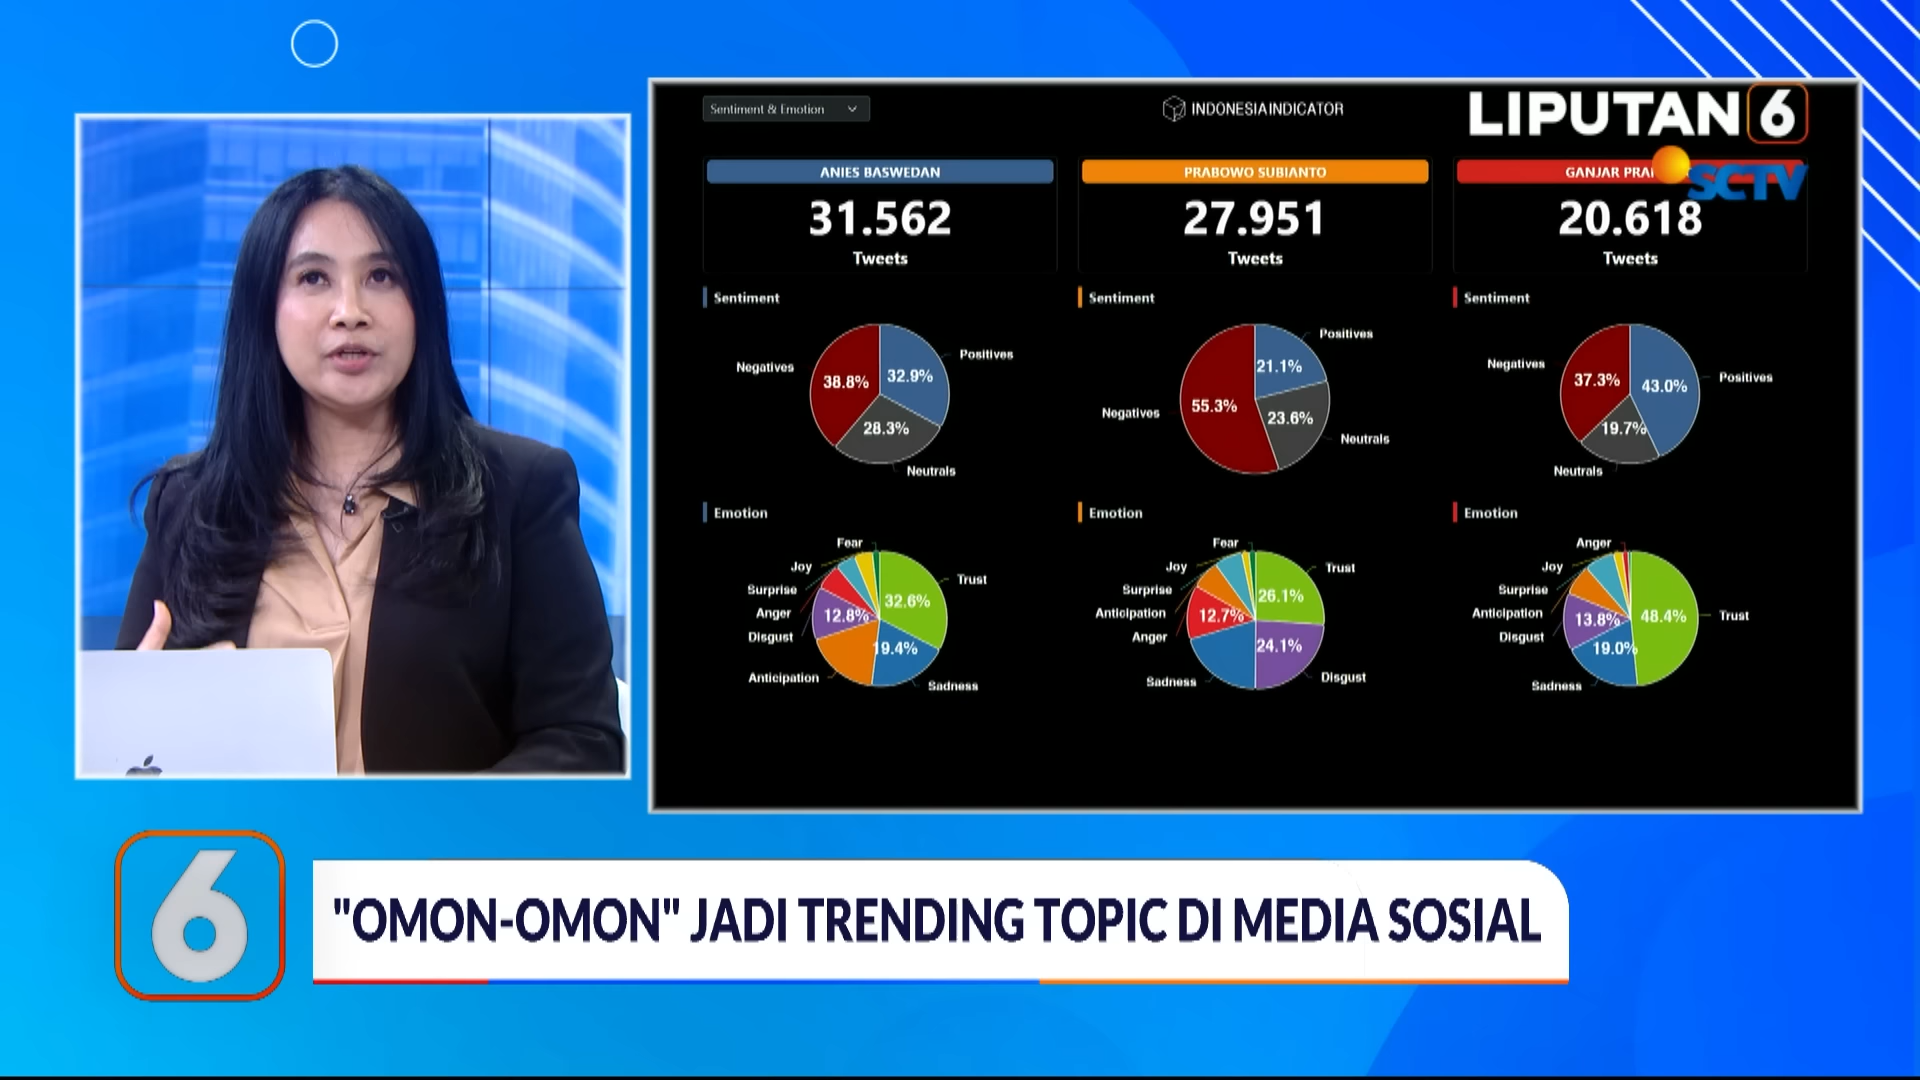 Sentiment & Emotion
INDONESIA INDICATOR
LIPUTAN 6
SCTV
ANIES BASWEDAN
31.562
Tweets
Sentiment
Positives
32.9%
Negatives
38.8%
28.3%
Neutrals
Emotion
Fear
Joy
Surprise
Anger
Disgust
Anticipation
Trust
32.6%
12.8%
19.4%
Sadness
PRABOWO SUBIANTO
27.951
Tweets
Sentiment
Positives
21.1%
Negatives
55.3%
23.6%
Neutrals
Emotion
Fear
Joy
Surprise
Anticipation
Anger
Sadness
Trust
26.1%
12.7%
24.1%
Disgust
GANJAR
20.618
Tweets
Sentiment
Negatives
37.3%
43.0%
Positives
19.7%
Neutrals
Emotion
Anger
Joy
Surprise
Anticipation
Disgust
13.8%
48.4%
Trust
19.0%
Sadness
6
"OMON-OMON" JADI TRENDING TOPIC DI MEDIA SOSIAL